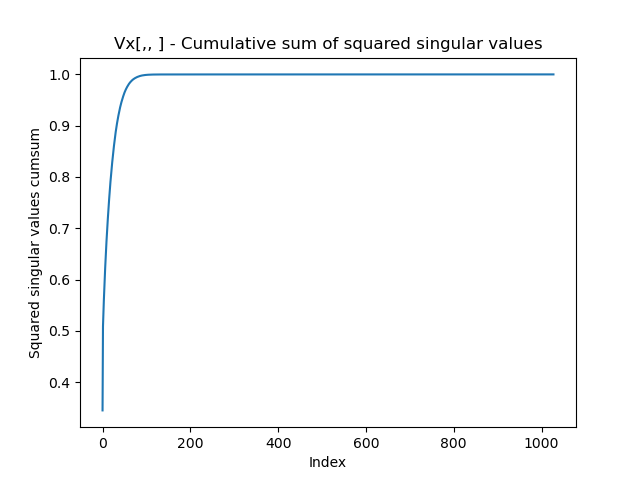 Vx[,, ] - Cumulative sum of squared singular values
1.0
0.9
0.8
0.7
0.6
0.5
0.4
Squared singular values cumsum
0 200 400 600 800 1000
Index